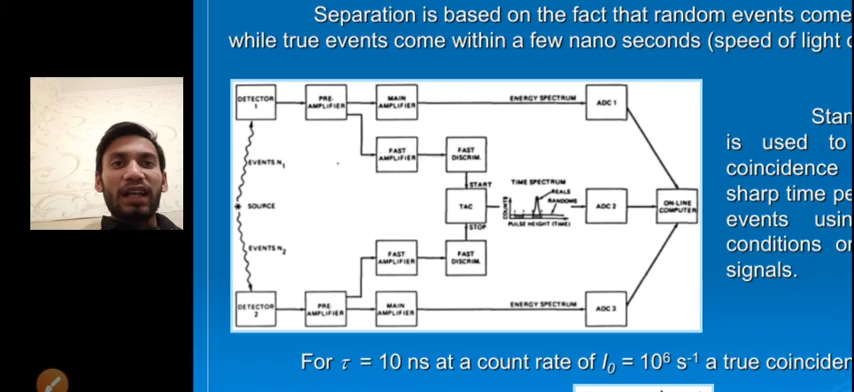 Separation is based on the fact that random events come
while true events come within a few nano seconds (speed of light
DETECTOR
1
PRE-
AMPLIFIER
MAIN
AMPLIFIER
ENERGY SPECTRUM
ADC 1
EVENTS N1
FAST
AMPLIFIER
FAST
DISCRIM.
START
TIME SPECTRUM
REALS
RANDOMS
COUNTS
PULSE HEIGHT (TIME)
SOURCE
TAC
ADC 2
ON-LINE
COMPUTER
STOP
EVENTS N2
FAST
AMPLIFIER
FAST
DISCRIM.
DETECTOR
2
PRE
AMPLIFIER
MAIN
AMPLIFIER
ENERGY SPECTRUM
ADC 3
Stan
is used to
coincidence
sharp time pe
events usin
conditions or
signals.
For τ = 10 ns at a count rate of I0 = 10⁶ s⁻¹ a true coinciden